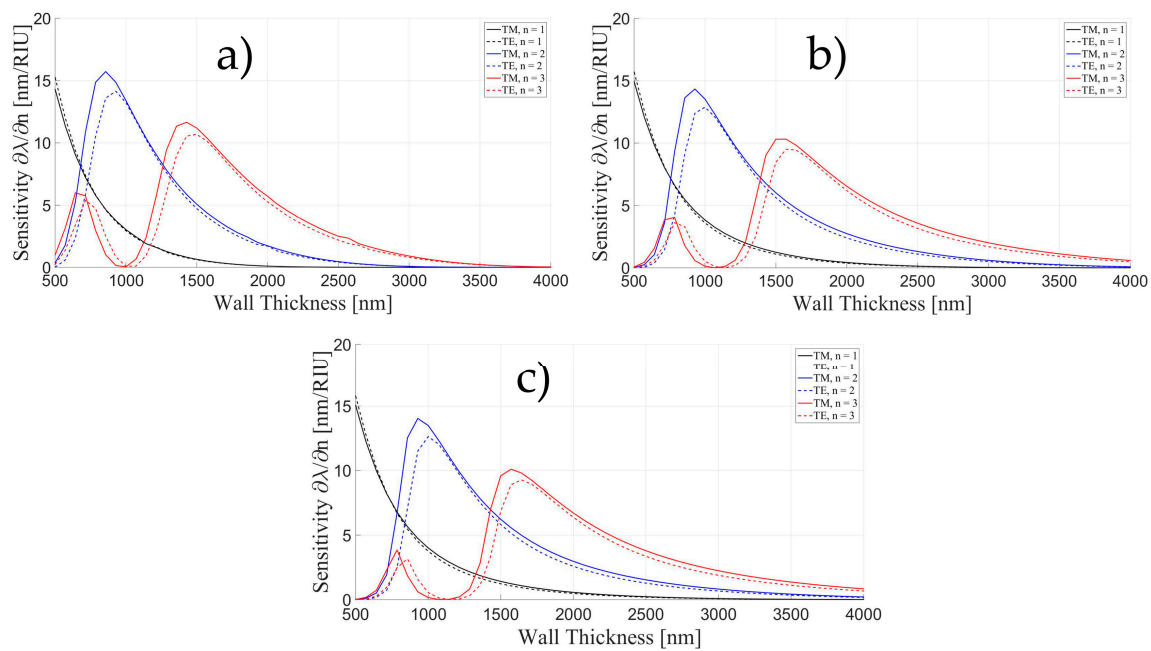 a)
20
15
10
5
0
Sensitivity ∂λ/∂n [nm/RIU]
500 1000 1500 2000 2500 3000 3500 4000
Wall Thickness [nm]
TM, n = 1
TE, n = 1
TM, n = 2
TE, n = 2
TM, n = 3
TE, n = 3
b)
20
15
10
5
0
Sensitivity ∂λ/∂n [nm/RIU]
500 1000 1500 2000 2500 3000 3500 4000
Wall Thickness [nm]
TM, n = 1
TE, n = 1
TM, n = 2
TE, n = 2
TM, n = 3
TE, n = 3
c)
20
15
10
5
0
Sensitivity ∂λ/∂n [nm/RIU]
500 1000 1500 2000 2500 3000 3500 4000
Wall Thickness [nm]
TM, n = 1
TE, n = 1
TM, n = 2
TE, n = 2
TM, n = 3
TE, n = 3